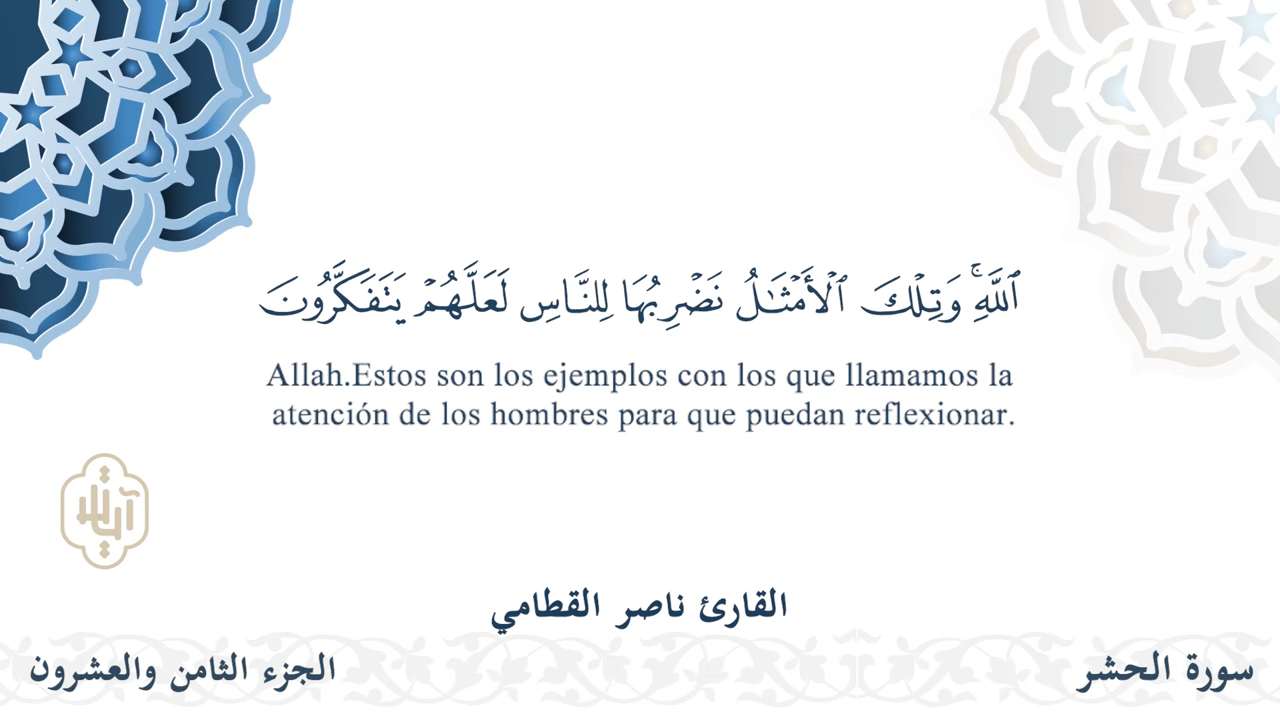 ٱللَّهِۚ وَتِلۡكَ ٱلۡأَمۡثَٰلُ نَضۡرِبُهَا لِلنَّاسِ لَعَلَّهُمۡ يَتَفَكَّرُونَ
Allah.Estos son los ejemplos con los que llamamos la
atención de los hombres para que puedan reflexionar.
القارئ ناصر القطامي
سورة الحشر
الجزء الثامن والعشرون